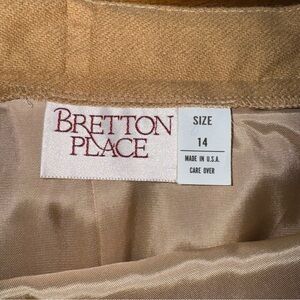 BRETTON
PLACE
SIZE
14
MADE IN U.S.A.
CARE OVER